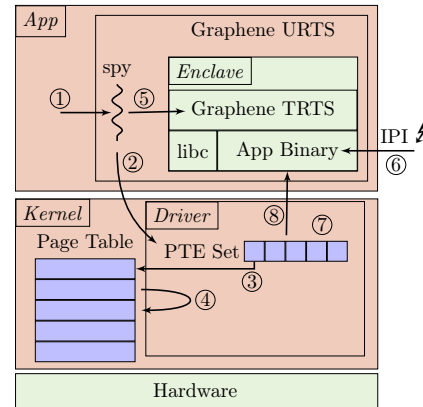 App
Graphene URTS
spy
Enclave
① ⑤ Graphene TRTS
② libc App Binary IPI
⑥
Kernel Driver ⑧ ⑦
Page Table PTE Set
③
④
Hardware